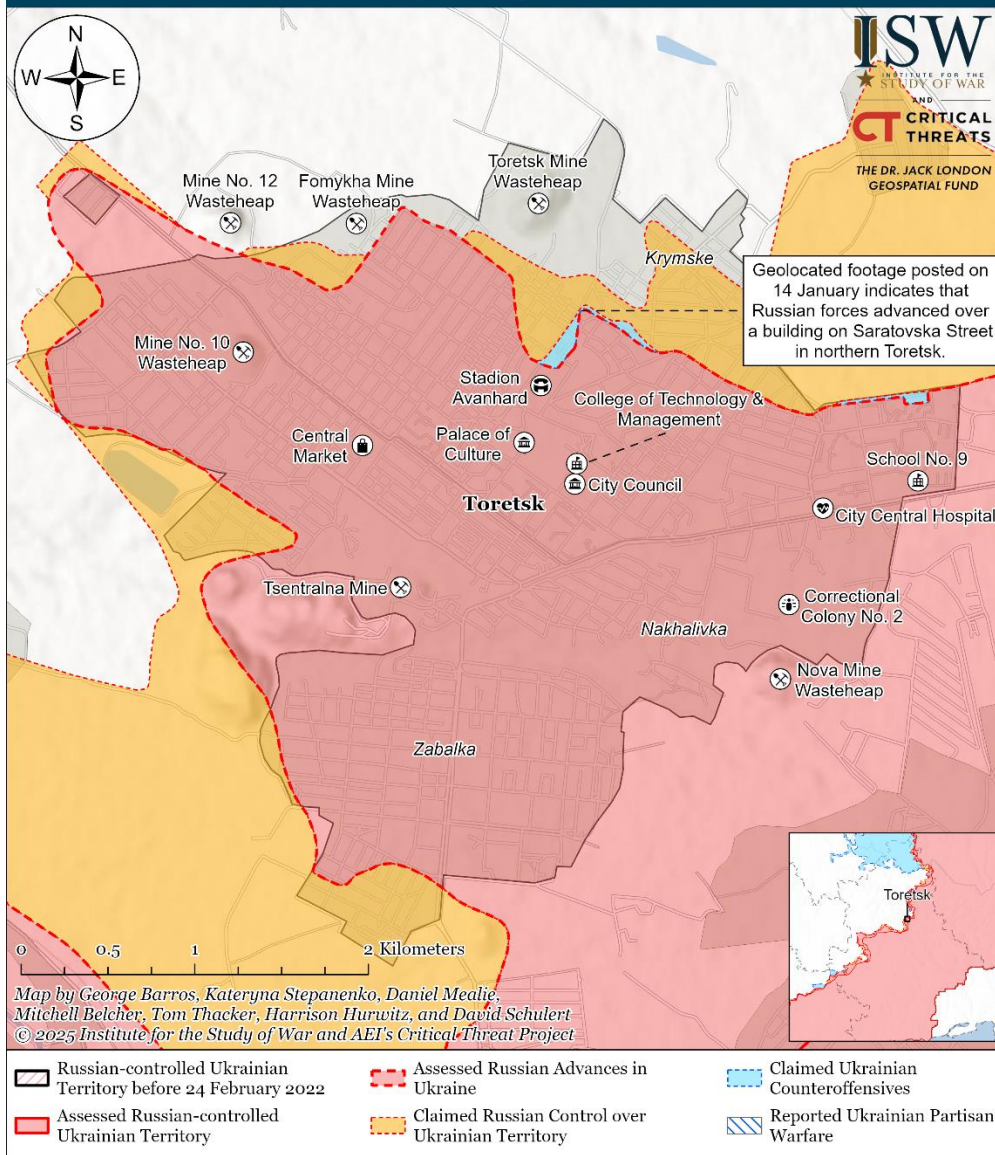 N
W
E
S
ISW
INSTITUTE FOR THE
STUDY OF WAR
AND
CT CRITICAL
THREATS
THE DR. JACK LONDON
GEOSPATIAL FUND
Mine No. 12
Wasteheap
Fomykha Mine
Wasteheap
Toretsk Mine
Wasteheap
Krymske
Geolocated footage posted on
14 January indicates that
Russian forces advanced over
a building on Saratovska Street
in northern Toretsk.
Mine No. 10
Wasteheap
Stadion
Avanhard
College of Technology &
Management
Central
Market
Palace of
Culture
City Council
School No. 9
Toretsk
City Central Hospital
Tsentralna Mine
Correctional
Colony No. 2
Nakhalivka
Nova Mine
Wasteheap
Zabalka
Toretsk
0 0.5 1 2 Kilometers
Map by George Barros, Kateryna Stepanenko, Daniel Mealie,
Mitchell Belcher, Tom Thacker, Harrison Hurwitz, and David Schulert
© 2025 Institute for the Study of War and AEI's Critical Threat Project
Russian-controlled Ukrainian
Territory before 24 February 2022
Assessed Russian Advances in
Ukraine
Claimed Ukrainian
Counteroffensives
Assessed Russian-controlled
Ukrainian Territory
Claimed Russian Control over
Ukrainian Territory
Reported Ukrainian Partisan
Warfare